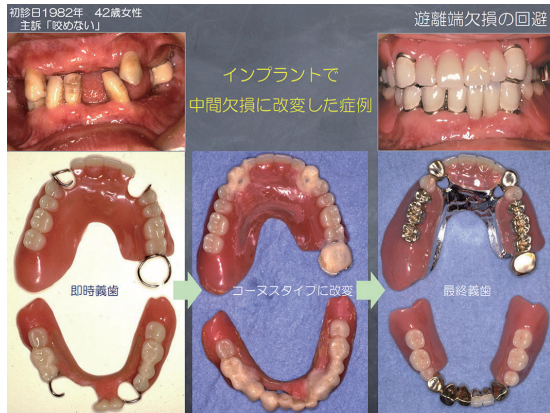 初診日1982年　42歳女性
主訴「咬めない」
遊離端欠損の回避
インプラントで
中間欠損に改変した症例
即時義歯
コーヌスタイプに改変
最終義歯